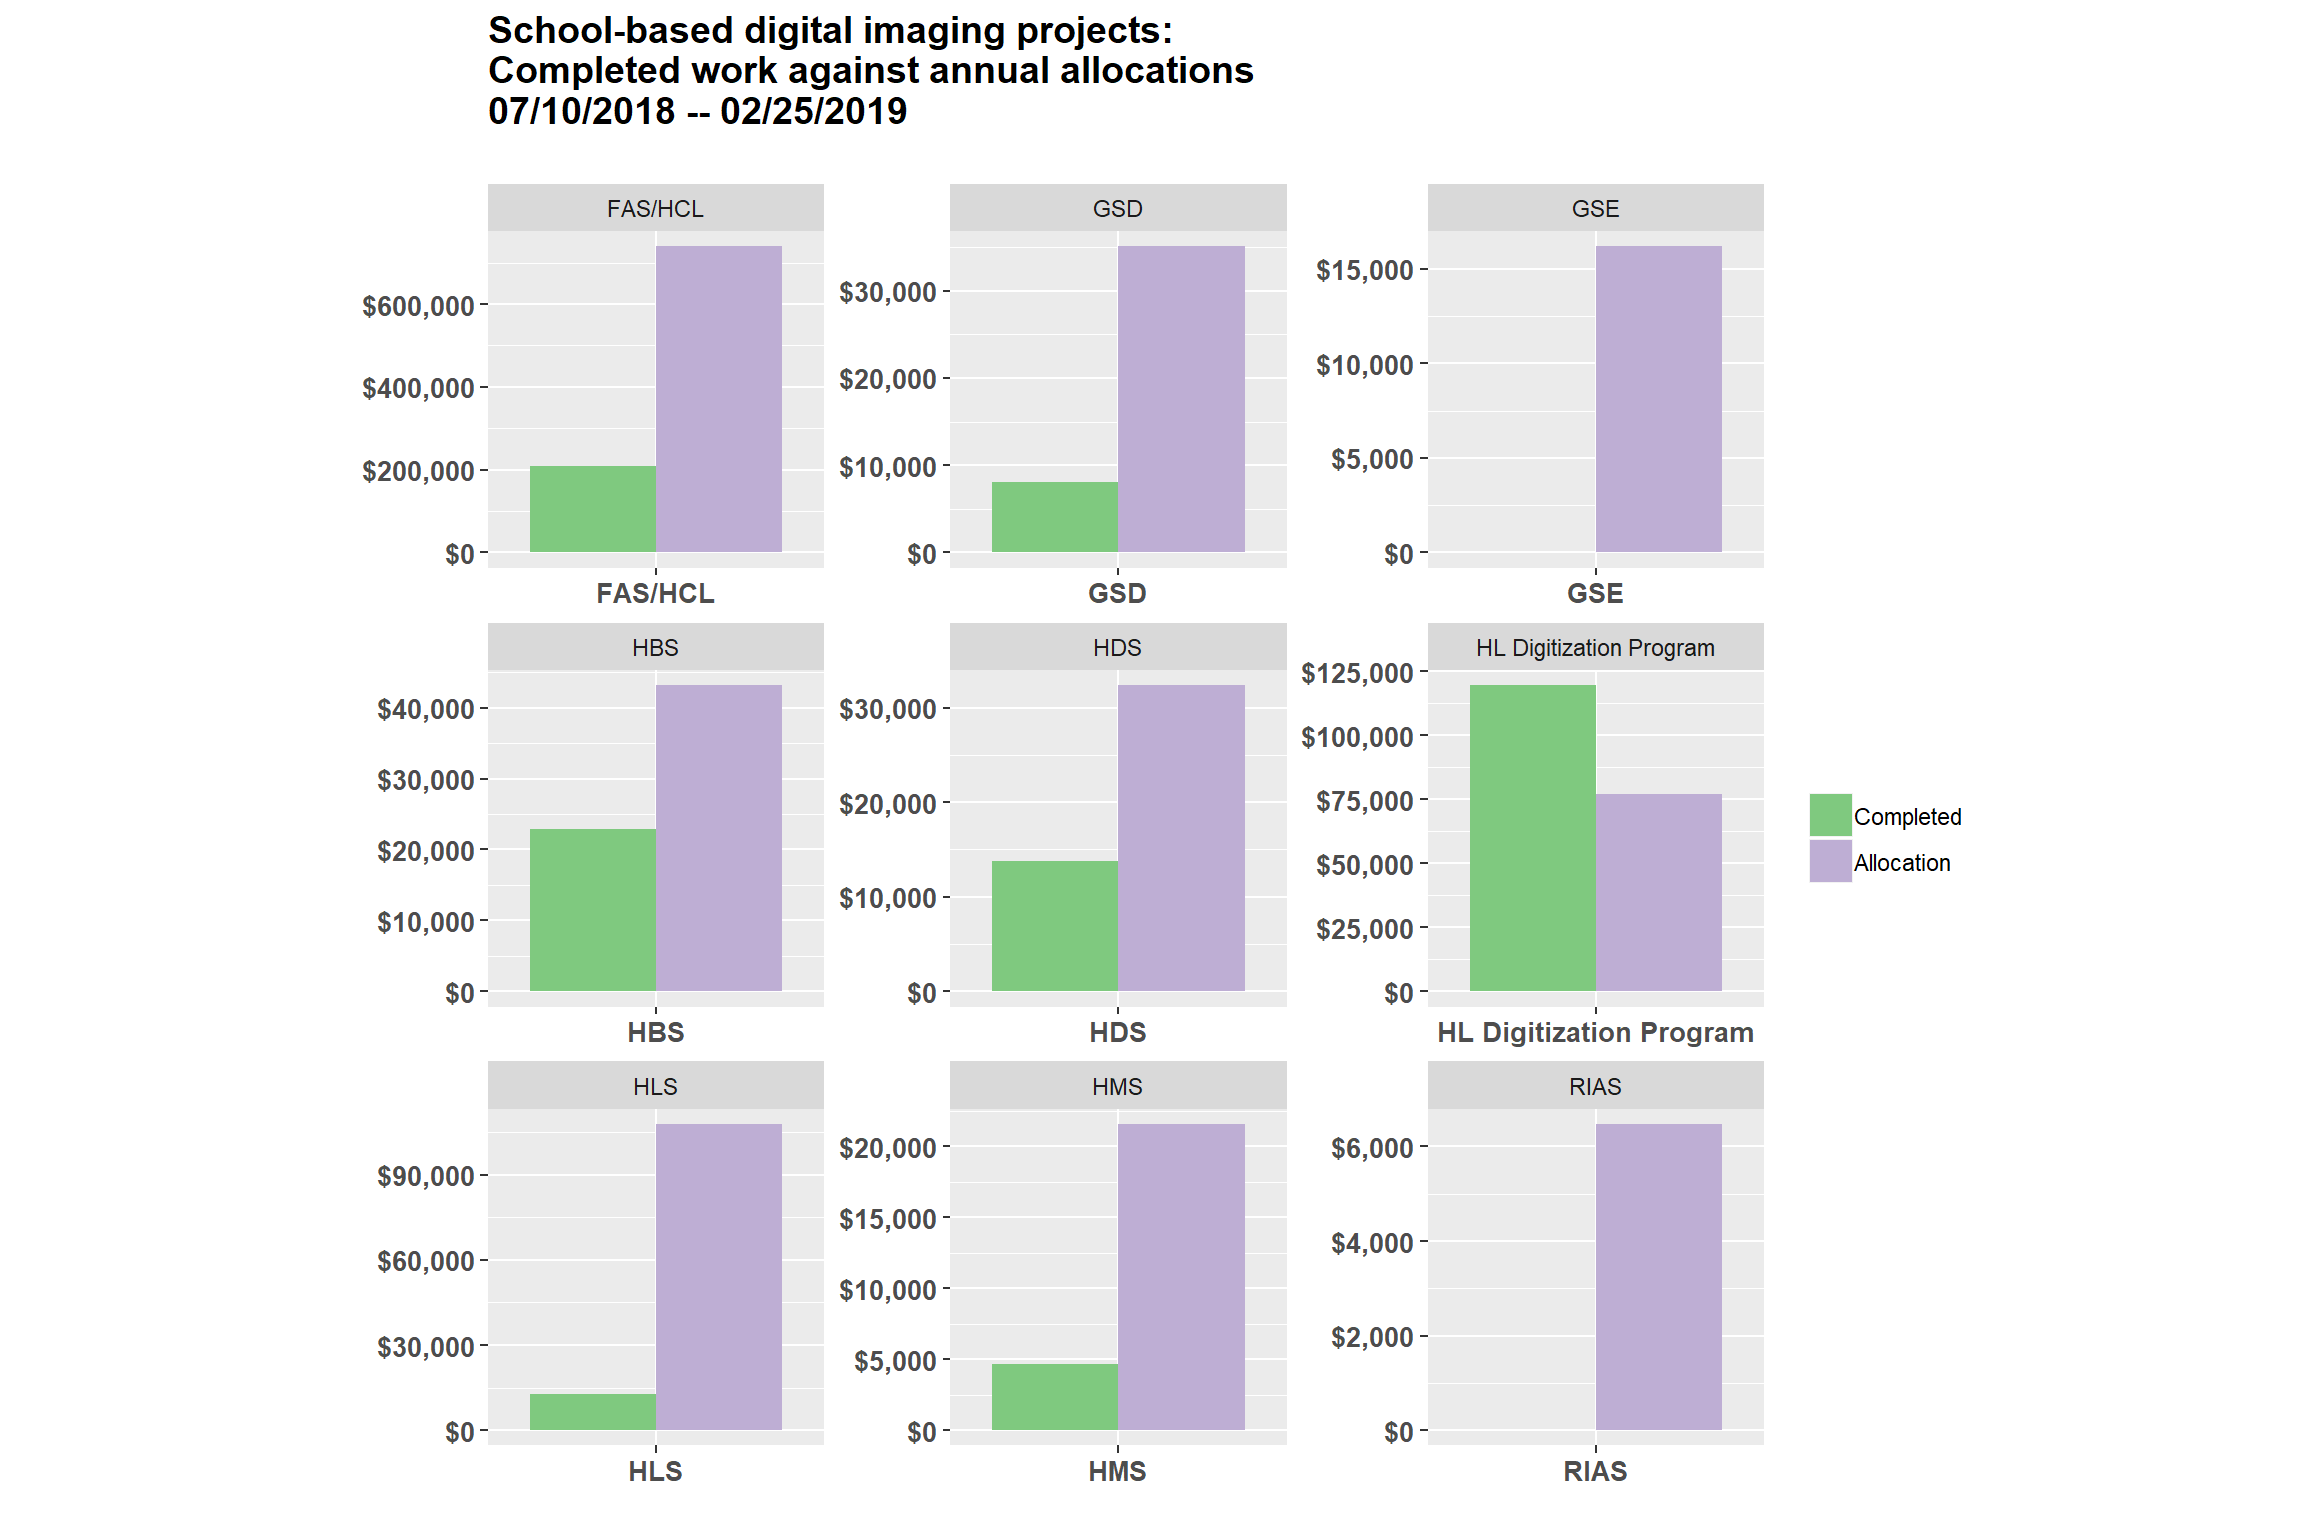 School-based digital imaging projects:
Completed work against annual allocations
07/10/2018 -- 02/25/2019
FAS/HCL
$600,000
$400,000
$200,000
$0
FAS/HCL
GSD
$30,000
$20,000
$10,000
$0
GSD
GSE
$15,000
$10,000
$5,000
$0
GSE
HBS
$40,000
$30,000
$20,000
$10,000
$0
HBS
HDS
$30,000
$20,000
$10,000
$0
HDS
HL Digitization Program
$125,000
$100,000
$75,000
$50,000
$25,000
$0
HL Digitization Program
Completed
Allocation
HLS
$90,000
$60,000
$30,000
$0
HLS
HMS
$20,000
$15,000
$10,000
$5,000
$0
HMS
RIAS
$6,000
$4,000
$2,000
$0
RIAS